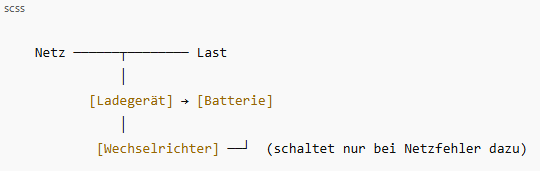 scss
Netz ──────┬──────── Last
│
[Ladegerät] → [Batterie]
│
[Wechselrichter] ──┘ (schaltet nur bei Netzfehler dazu)